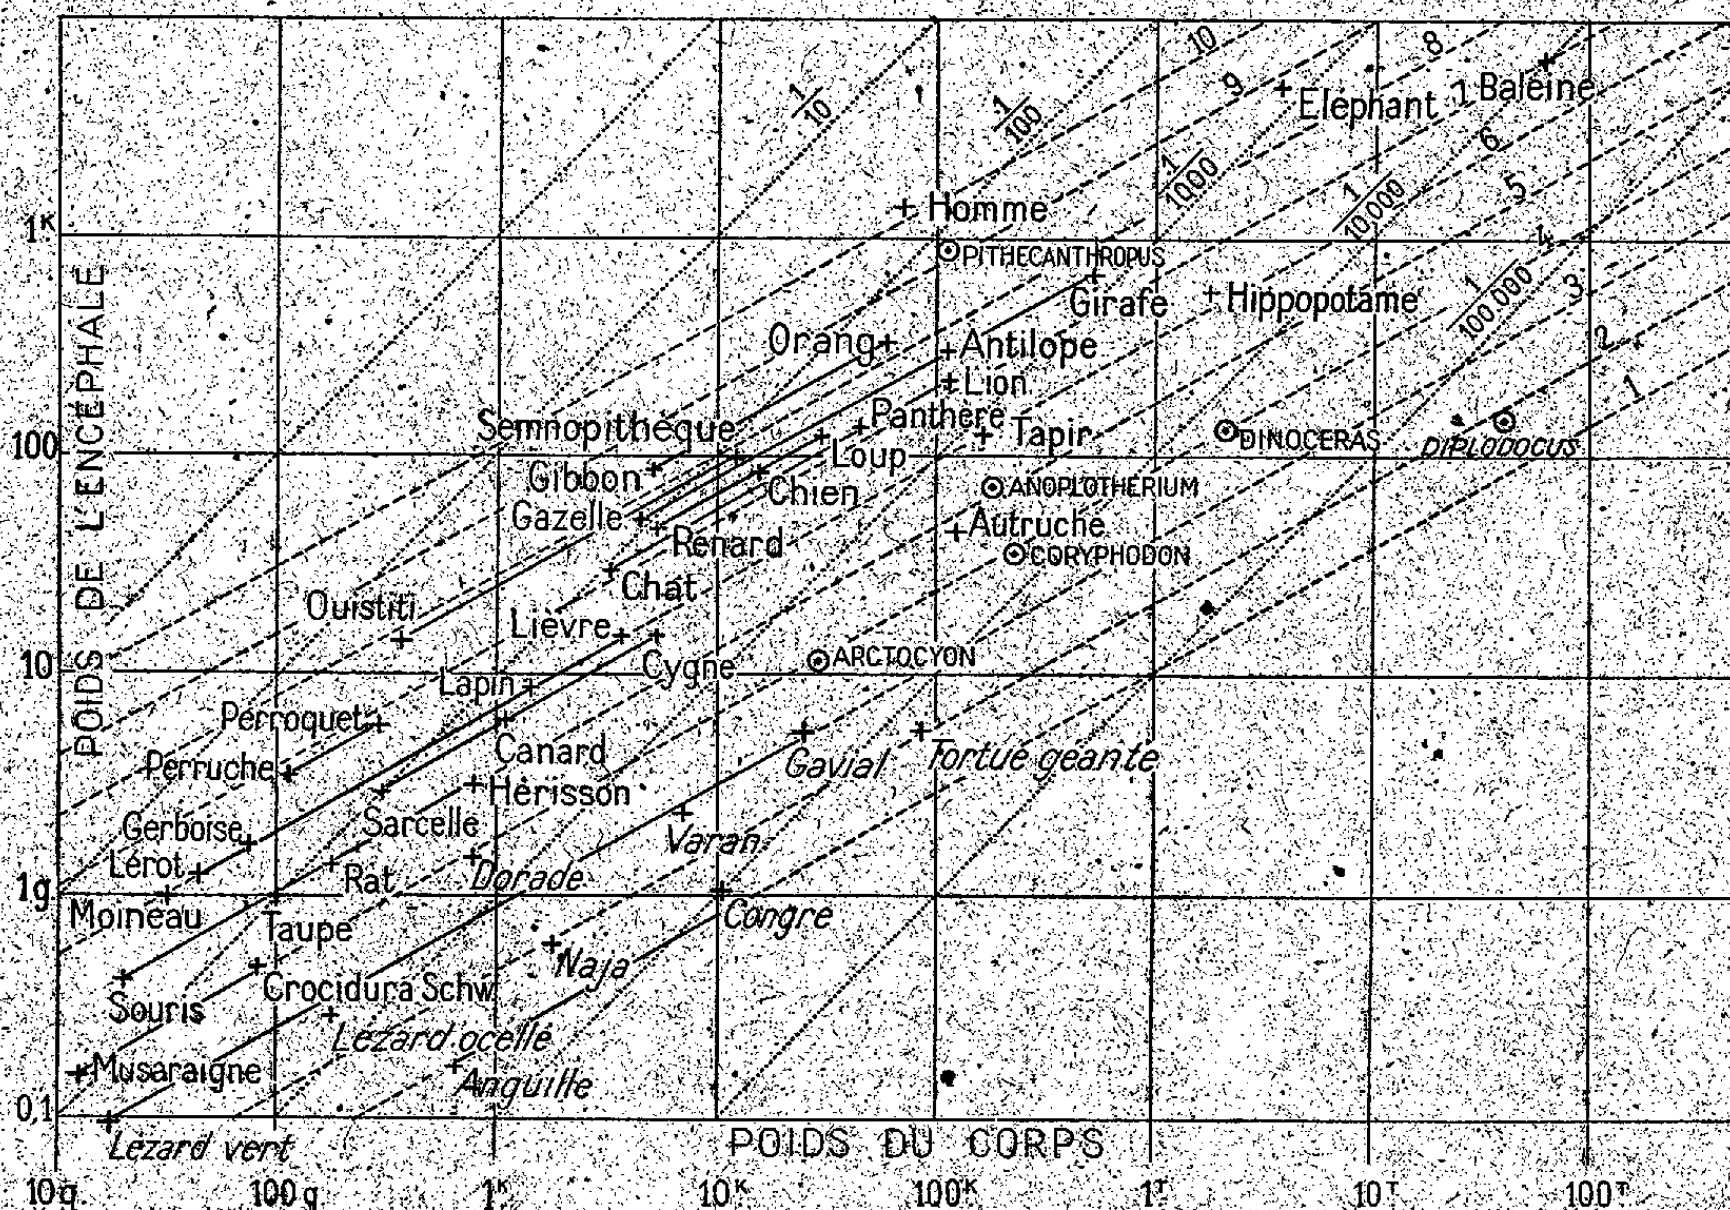 10
8
1/10
1/100
9
Eléphant
7
Baleine
6
1/1000
1/10.000
5
Homme
1K
4
PITHECANTHROPUS
Girafe
Hippopotame
1/100.000
3
2
Orang
Antilope
Lion
1
Semnopithèque
Panthère
Tapir
DINOCERAS
DIPLODOCUS
100
Loup
Gibbon
Chien
ANOPLOTHERIUM
Gazelle
Autruche
Renard
CORYPHODON
Chat
Ouistiti
Lièvre
ARCTOCYON
10
Cygne
Lapin
Perroquet
Canard
Gavial
Tortue géante
Perruche
Hérisson
Gerboise
Sarcelle
Varan
Lérot
Rat
Dorade
1g
Moineau
Taupe
Congre
Naja
Crocidura Schw
Souris
Lézard ocellé
Musaraigne
Anguille
0,1
Lézard vert
POIDS DE L'ENCÉPHALE
POIDS DU CORPS
10g 100g 1K 10K 100K 1T 10T 100T